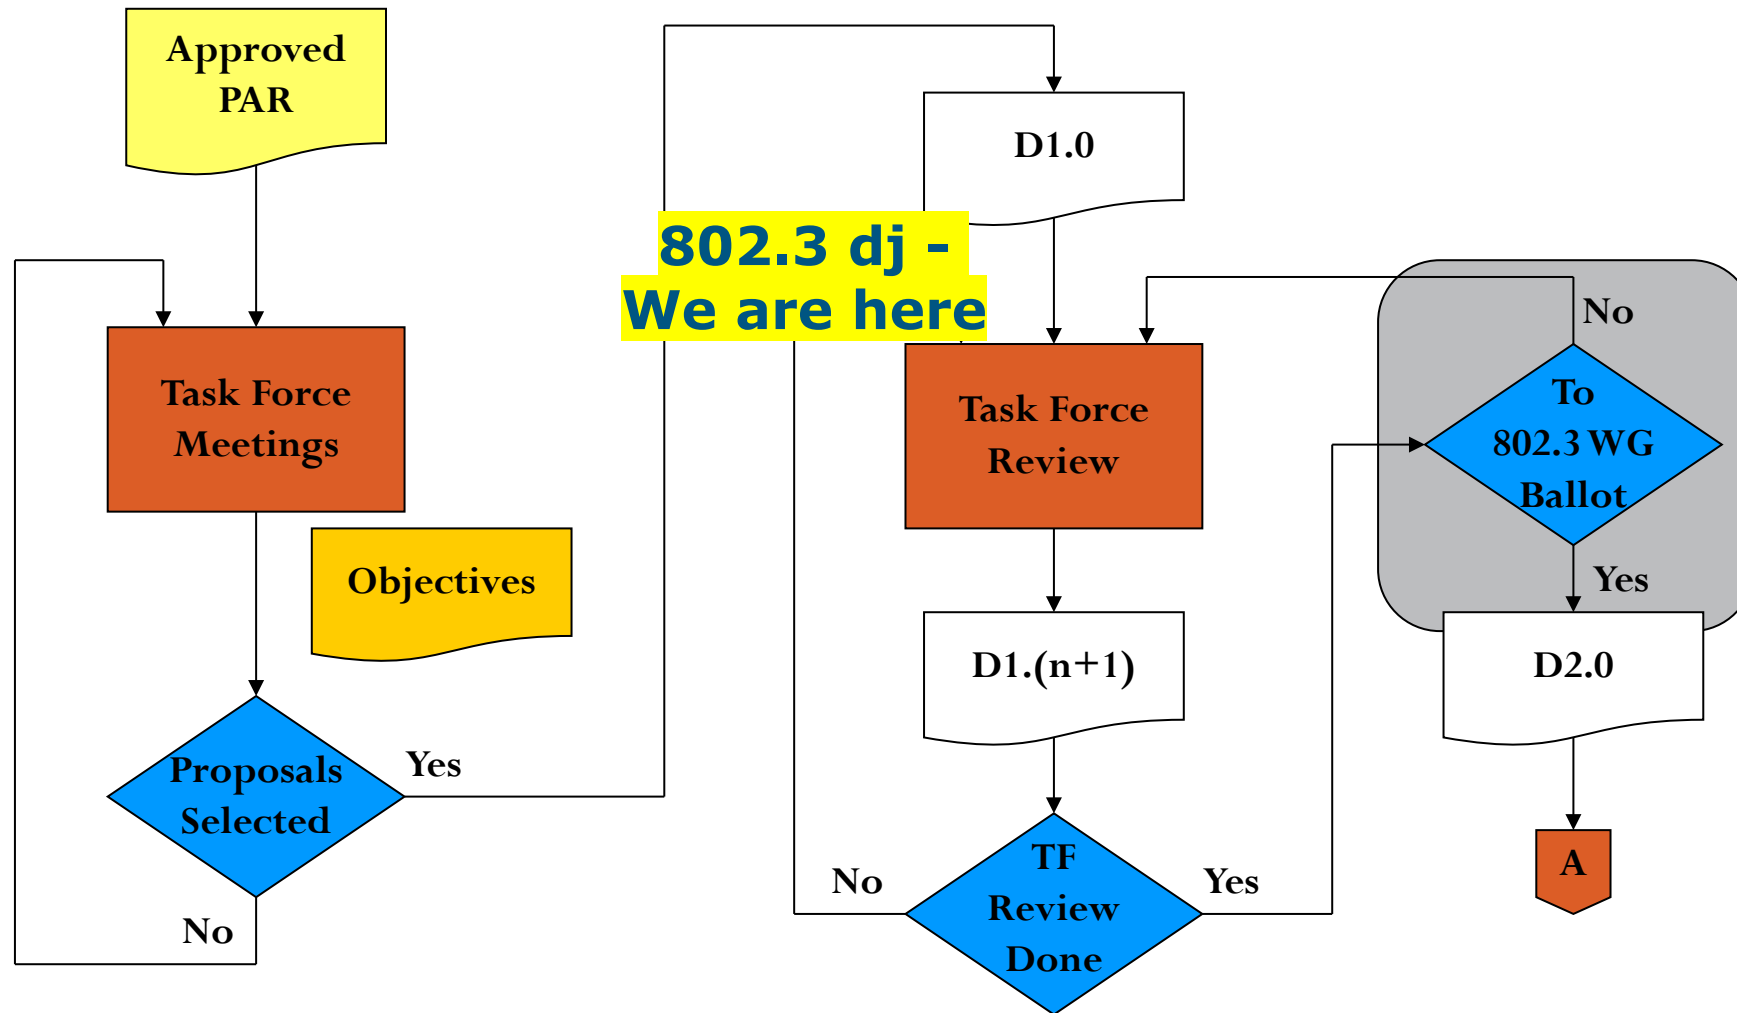 Approved
PAR
Task Force
Meetings
Objectives
Proposals
Selected
Yes
No
D1.0
802.3 dj -
We are here
Task Force
Review
D1.(n+1)
TF
Review
Done
No
Yes
No
To
802.3 WG
Ballot
Yes
D2.0
A